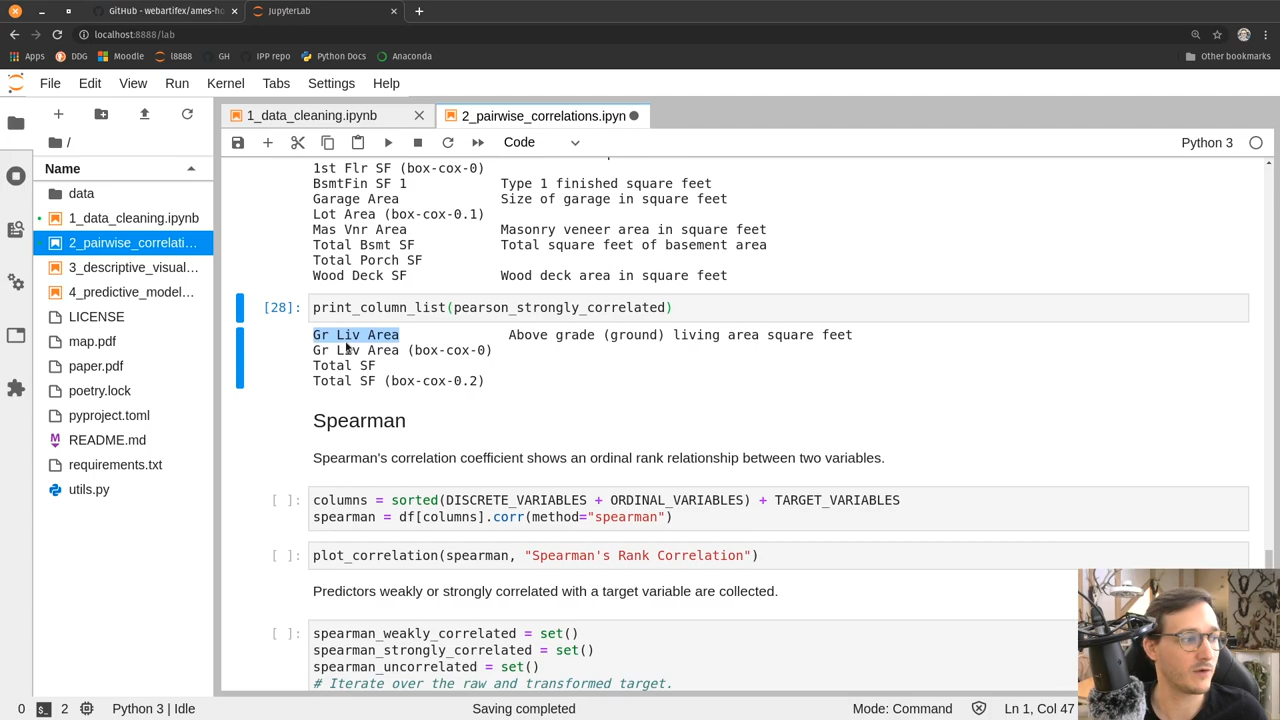 GitHub - webartifex/ames-ho
JupyterLab
localhost:8888/lab
Apps
DDG
Moodle
l8888
GH
IPP repo
Python Docs
Anaconda
Other bookmarks
File Edit View Run Kernel Tabs Settings Help
/
Name
data
1_data_cleaning.ipynb
2_pairwise_correlati…
3_descriptive_visual…
4_predictive_model…
LICENSE
map.pdf
paper.pdf
poetry.lock
pyproject.toml
README.md
requirements.txt
utils.py
1_data_cleaning.ipynb
2_pairwise_correlations.ipyn
Code
Python 3
1st Flr SF (box-cox-0)
BsmtFin SF 1 Type 1 finished square feet
Garage Area Size of garage in square feet
Lot Area (box-cox-0.1)
Mas Vnr Area Masonry veneer area in square feet
Total Bsmt SF Total square feet of basement area
Total Porch SF
Wood Deck SF Wood deck area in square feet
[28]: print_column_list(pearson_strongly_correlated)
Gr Liv Area Above grade (ground) living area square feet
Gr Liv Area (box-cox-0)
Total SF
Total SF (box-cox-0.2)
Spearman
Spearman's correlation coefficient shows an ordinal rank relationship between two variables.
[ ]: columns = sorted(DISCRETE_VARIABLES + ORDINAL_VARIABLES) + TARGET_VARIABLES
spearman = df[columns].corr(method="spearman")
[ ]: plot_correlation(spearman, "Spearman's Rank Correlation")
Predictors weakly or strongly correlated with a target variable are collected.
[ ]: spearman_weakly_correlated = set()
spearman_strongly_correlated = set()
spearman_uncorrelated = set()
# Iterate over the raw and transformed target.
0
2
Python 3 | Idle
Saving completed
Mode: Command
Ln 1, Col 47